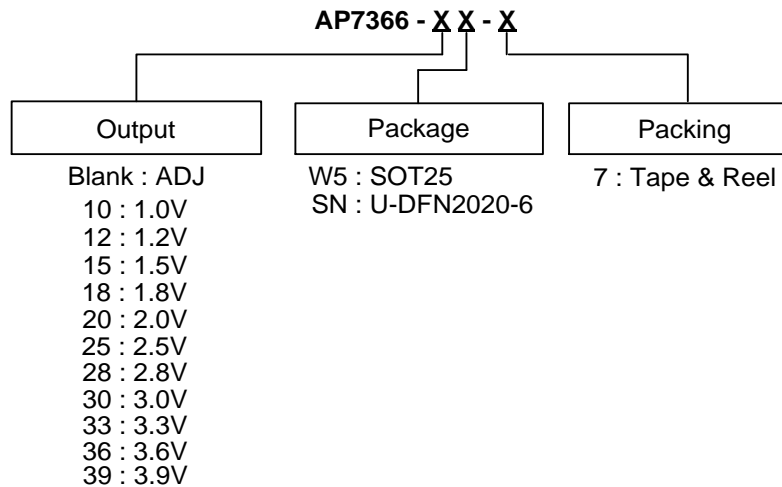 AP7366 - X X - X
Output
Package
Packing
Blank : ADJ
10 : 1.0V
12 : 1.2V
15 : 1.5V
18 : 1.8V
20 : 2.0V
25 : 2.5V
28 : 2.8V
30 : 3.0V
33 : 3.3V
36 : 3.6V
39 : 3.9V
W5 : SOT25
SN : U-DFN2020-6
7 : Tape & Reel